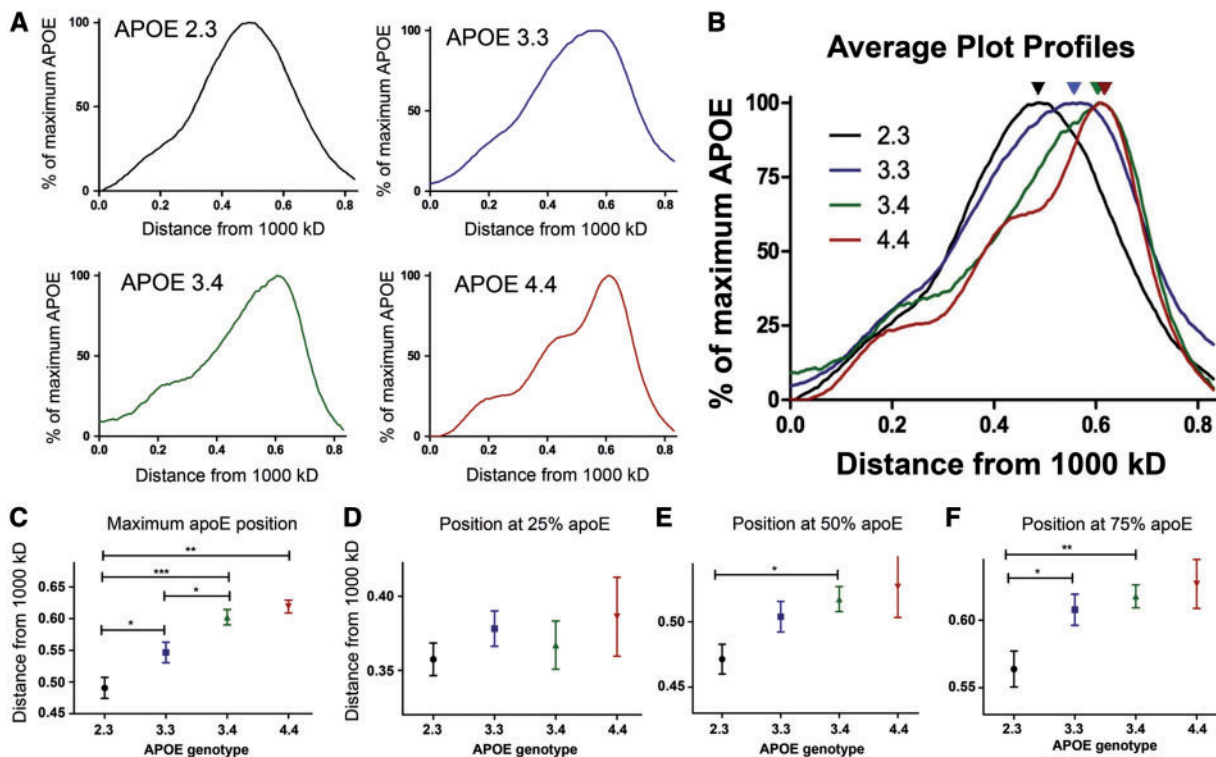 A
APOE 2.3
% of maximum APOE
100
50
0
0.0 0.2 0.4 0.6 0.8
Distance from 1000 kD
APOE 3.3
% of maximum APOE
100
50
0
0.0 0.2 0.4 0.6 0.8
Distance from 1000 kD
APOE 3.4
% of maximum APOE
100
50
0
0.0 0.2 0.4 0.6 0.8
Distance from 1000 kD
APOE 4.4
% of maximum APOE
100
50
0
0.0 0.2 0.4 0.6 0.8
Distance from 1000 kD
B
Average Plot Profiles
% of maximum APOE
100
75
50
25
0
2.3
3.3
3.4
4.4
0.0 0.2 0.4 0.6 0.8
Distance from 1000 kD
C
Maximum apoE position
**
***
*
*
Distance from 1000 kD
0.65
0.60
0.55
0.50
0.45
2.3 3.3 3.4 4.4
APOE genotype
D
Position at 25% apoE
Distance from 1000 kD
0.40
0.35
2.3 3.3 3.4 4.4
APOE genotype
E
Position at 50% apoE
*
0.50
0.45
2.3 3.3 3.4 4.4
APOE genotype
F
Position at 75% apoE
**
*
0.60
0.55
2.3 3.3 3.4 4.4
APOE genotype